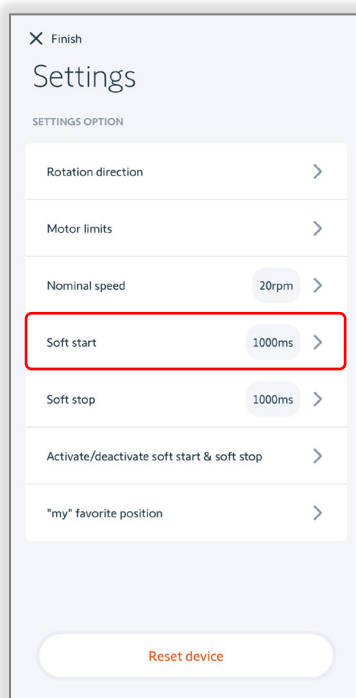 Finish
Settings
SETTINGS OPTION
Rotation direction
Motor limits
Nominal speed 20rpm
Soft start 1000ms
Soft stop 1000ms
Activate/deactivate soft start & soft stop
"my" favorite position
Reset device